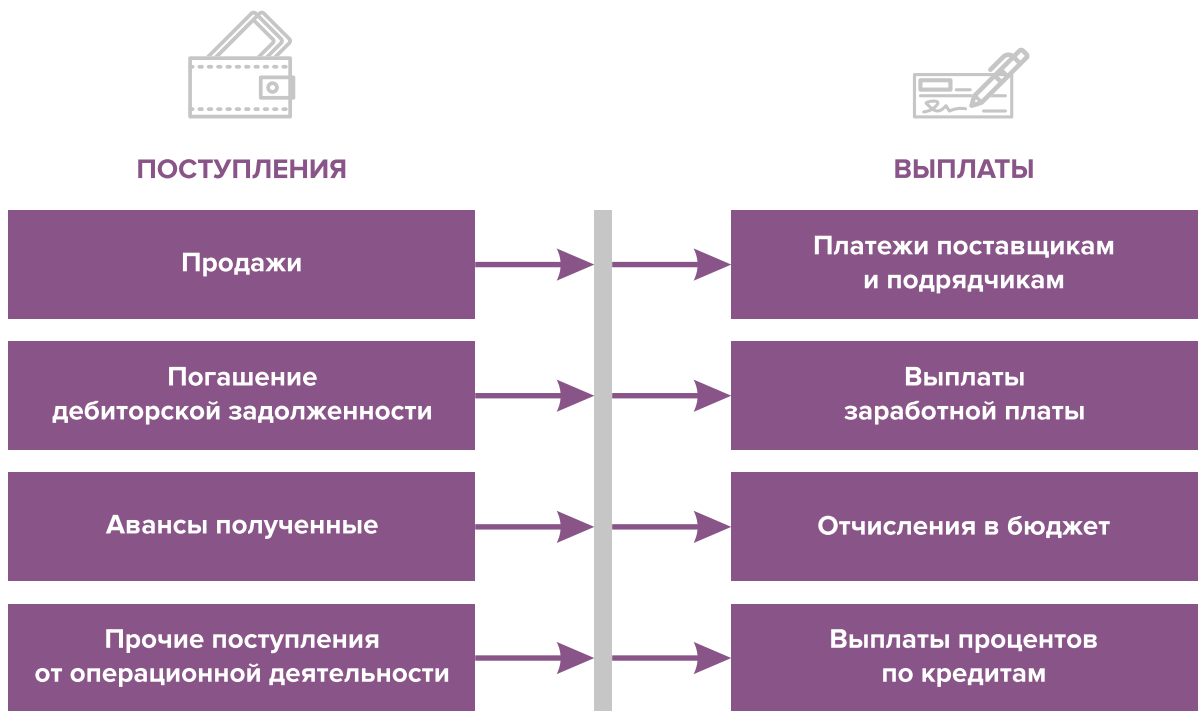 ПОСТУПЛЕНИЯ
ВЫПЛАТЫ
Продажи
Платежи поставщикам
и подрядчикам
Погашение
дебиторской задолженности
Выплаты
заработной платы
Авансы полученные
Отчисления в бюджет
Прочие поступления
от операционной деятельности
Выплаты процентов
по кредитам